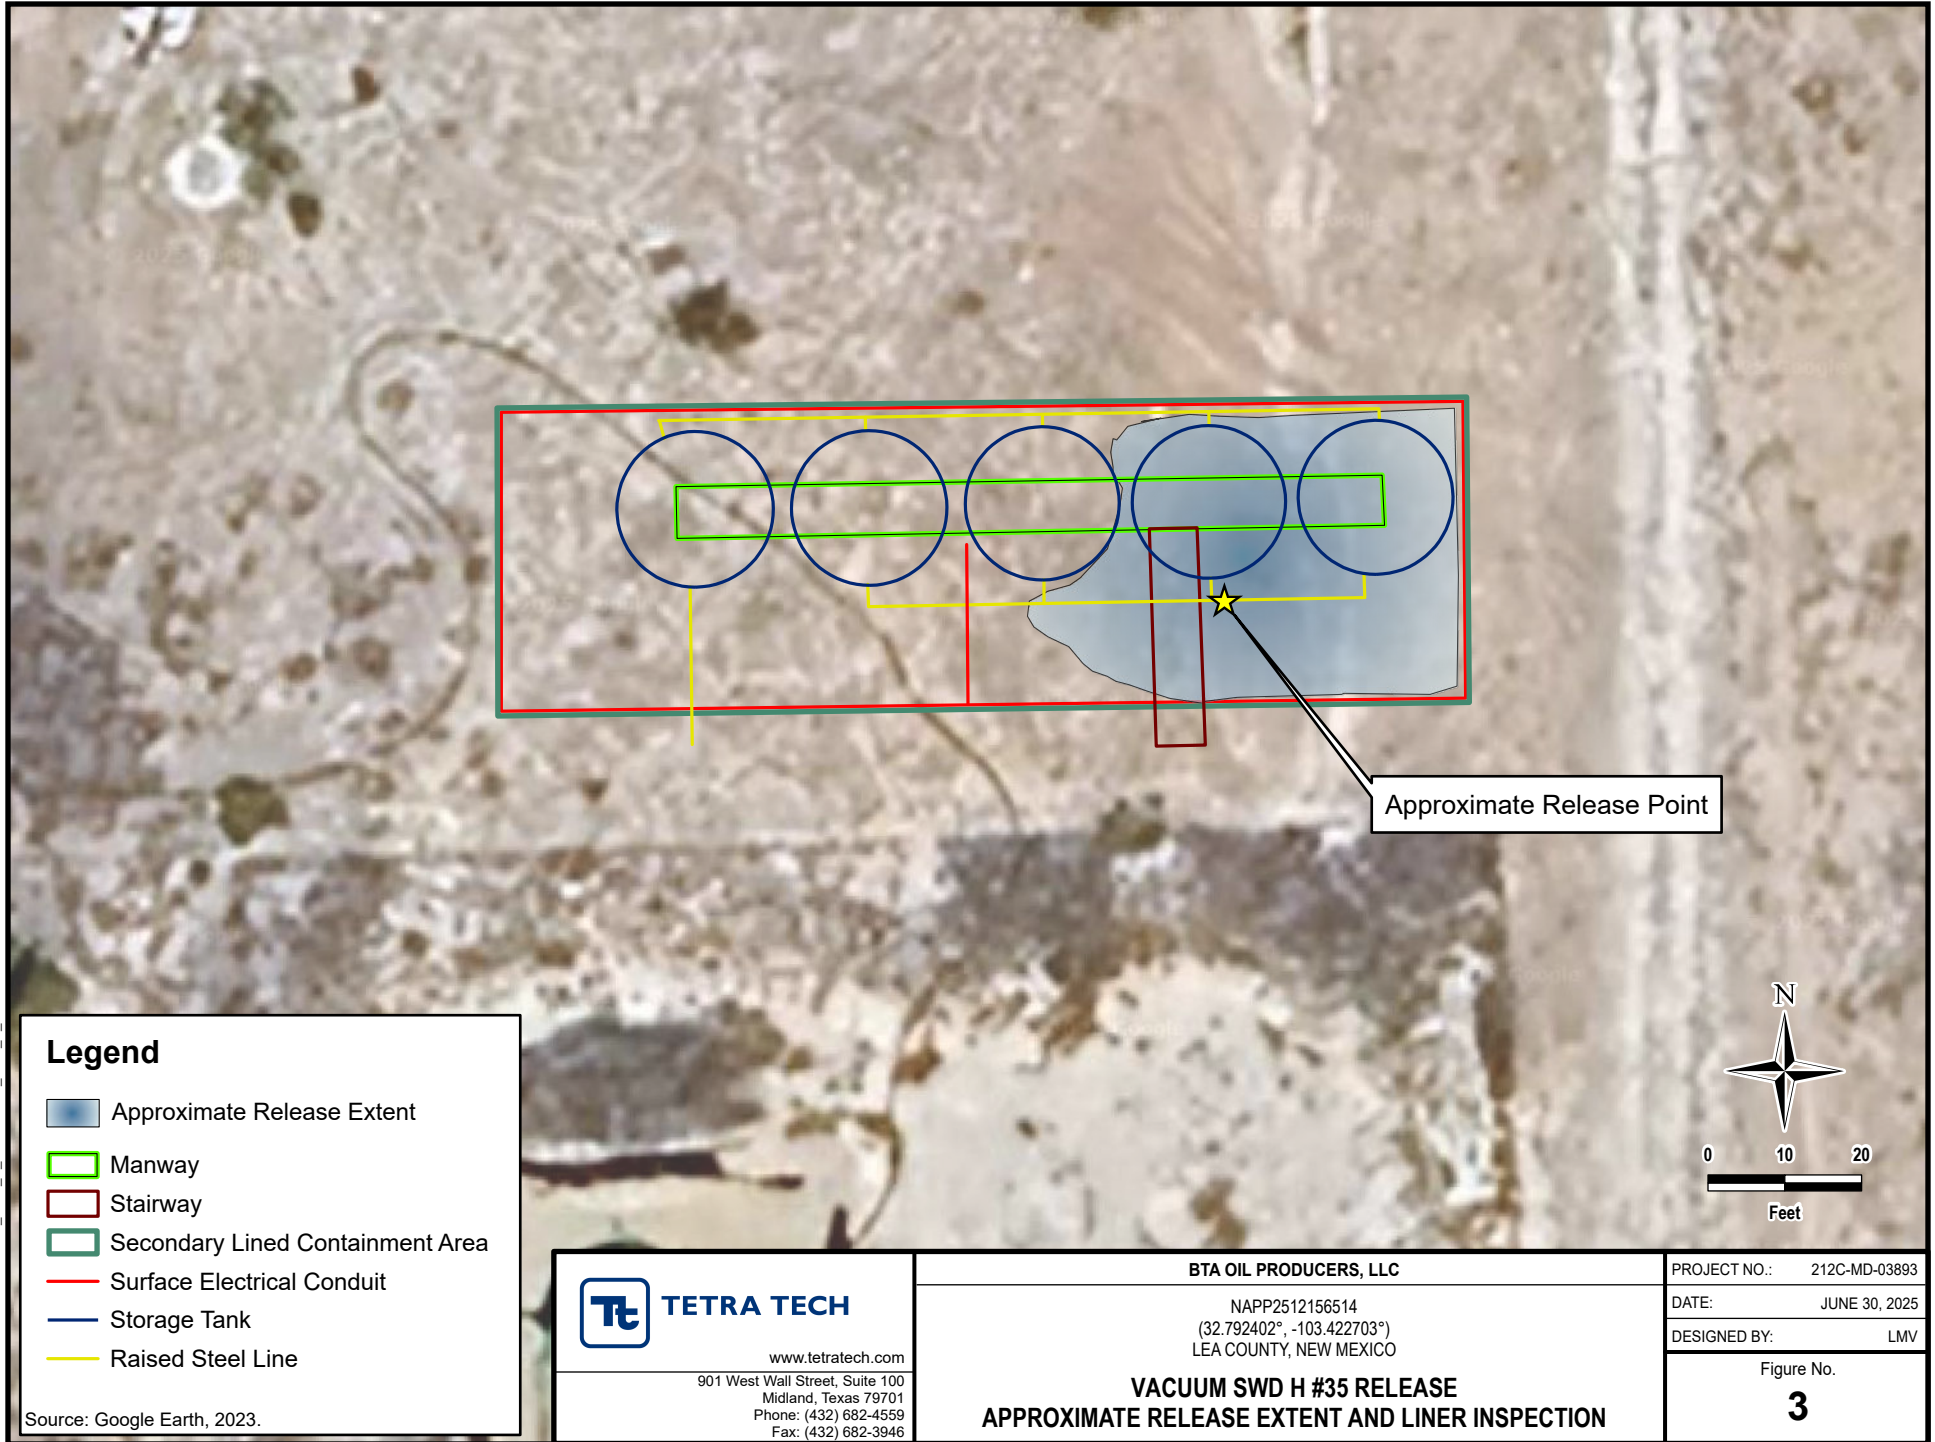 Approximate Release Point
N
0 10 20
Feet
Legend
Approximate Release Extent
Manway
Stairway
Secondary Lined Containment Area
Surface Electrical Conduit
Storage Tank
Raised Steel Line
Source: Google Earth, 2023.
Tt TETRA TECH
www.tetratech.com
901 West Wall Street, Suite 100
Midland, Texas 79701
Phone: (432) 682-4559
Fax: (432) 682-3946
BTA OIL PRODUCERS, LLC
NAPP2512156514
(32.792402°, -103.422703°)
LEA COUNTY, NEW MEXICO
VACUUM SWD H #35 RELEASE
APPROXIMATE RELEASE EXTENT AND LINER INSPECTION
PROJECT NO.: 212C-MD-03893
DATE: JUNE 30, 2025
DESIGNED BY: LMV
Figure No.
3